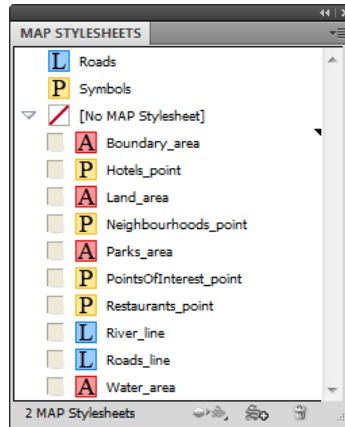 MAP STYLESHEETS
L Roads
P Symbols
[No MAP Stylesheet]
A Boundary_area
P Hotels_point
A Land_area
P Neighbourhoods_point
A Parks_area
P PointsOfInterest_point
P Restaurants_point
L River_line
L Roads_line
A Water_area
2 MAP Stylesheets